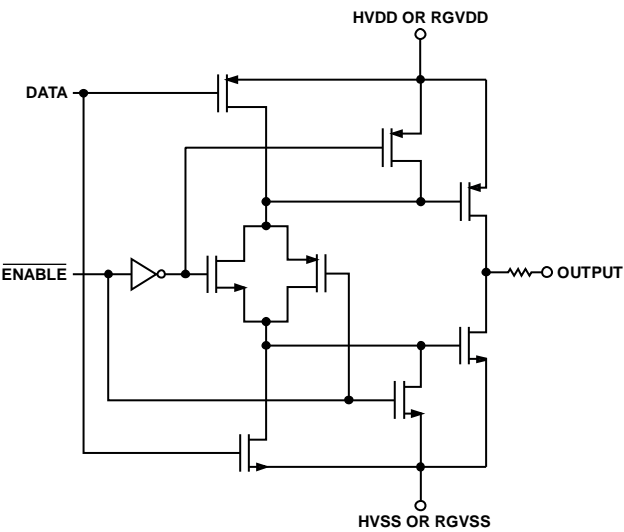 HVDD OR RGVDD
DATA
ENABLE
OUTPUT
HVSS OR RGVSS